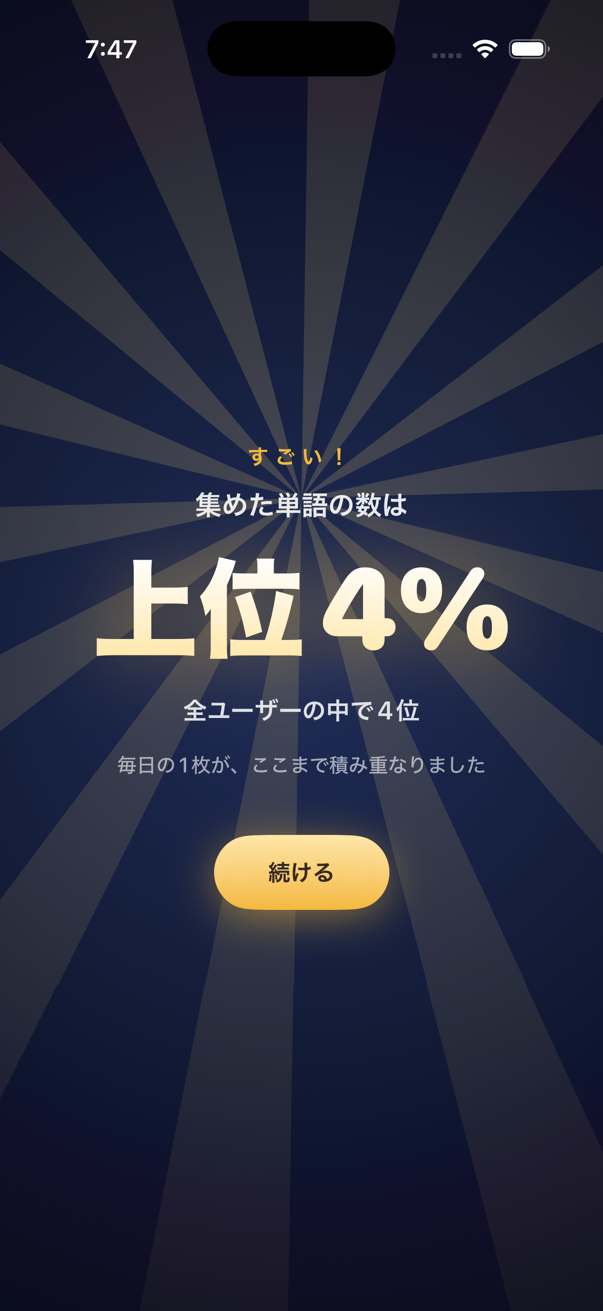 7:47
すごい！
集めた単語の数は
上位4%
全ユーザーの中で4位
毎日の1枚が、ここまで積み重なりました
続ける